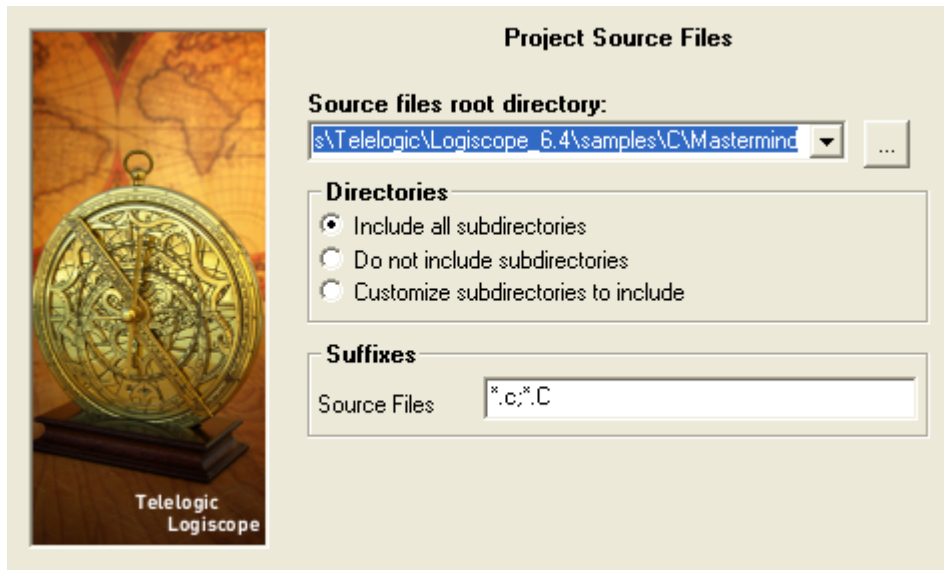 Project Source Files
Source files root directory:
s\Telelogic\Logiscope_6.4\samples\C\Mastermind
...
Directories
Include all subdirectories
Do not include subdirectories
Customize subdirectories to include
Suffixes
Source Files *.c;*.C
Telelogic
Logiscope